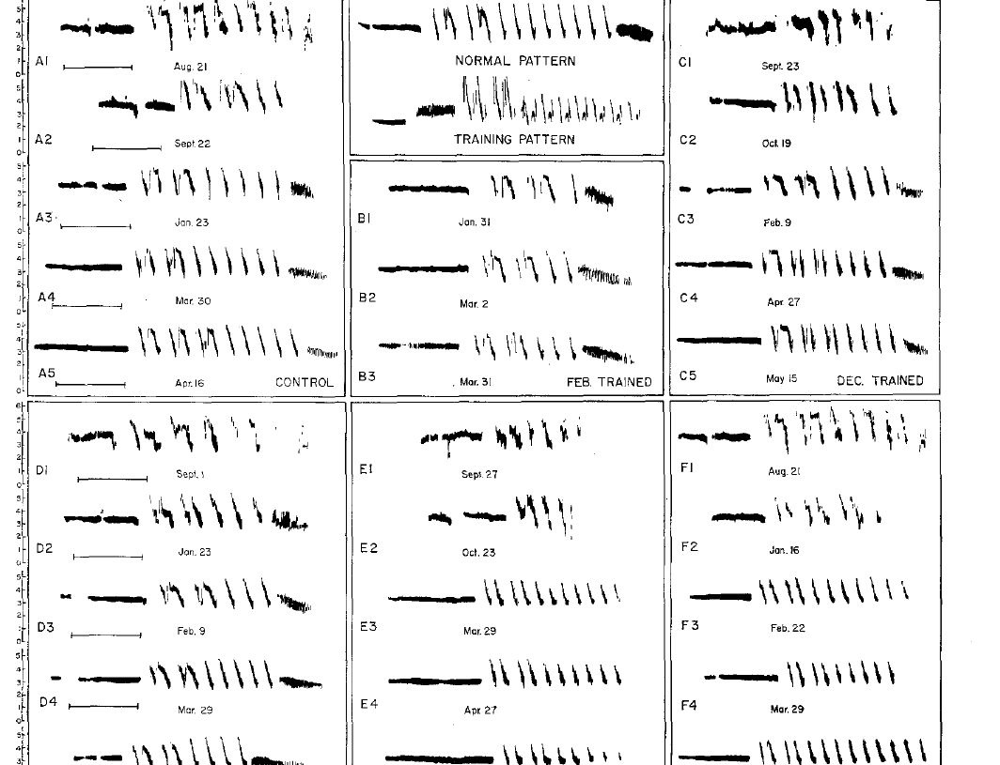 NORMAL PATTERN
TRAINING PATTERN
A1
Aug. 21
A2
Sept. 22
A3
Jan. 23
A4
Mar. 30
A5
Apr. 16
CONTROL
B1
Jan. 31
B2
Mar. 2
B3
Mar. 31
FEB. TRAINED
C1
Sept. 23
C2
Oct. 19
C3
Feb. 9
C4
Apr. 27
C5
May 15
DEC. TRAINED
D1
Sept. 1
D2
Jan. 23
D3
Feb. 9
D4
Mar. 29
E1
Sept. 27
E2
Oct. 23
E3
Mar. 29
E4
Apr. 27
F1
Aug. 21
F2
Jan. 16
F3
Feb. 22
F4
Mar. 29